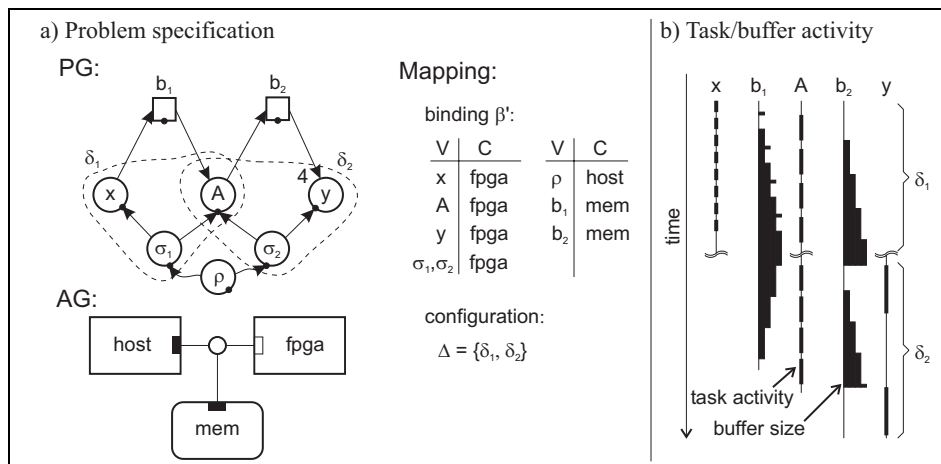 a) Problem specification
PG:
b₁ b₂
δ₁ δ₂
x A 4 y
σ₁ σ₂
ρ
AG:
host fpga
mem
Mapping:
binding β':
V C V C
x fpga ρ host
A fpga b₁ mem
y fpga b₂ mem
σ₁,σ₂ fpga
configuration:
Δ = {δ₁, δ₂}
b) Task/buffer activity
x b₁ A b₂ y
time
δ₁
δ₂
task activity
buffer size